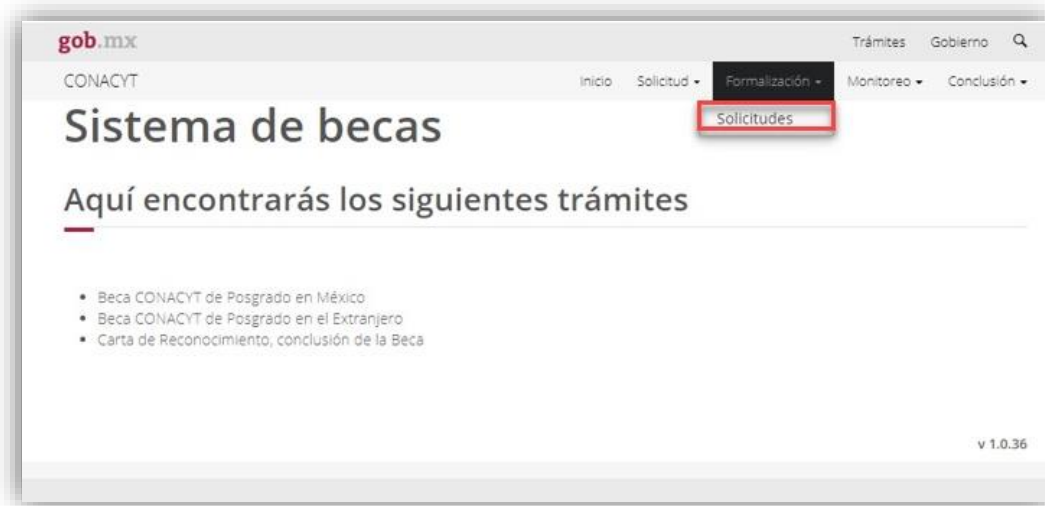 gob.mx Trámites Gobierno
CONACYT Inicio Solicitud Formalización Monitoreo Conclusión
Solicitudes
Sistema de becas
Aquí encontrarás los siguientes trámites
• Beca CONACYT de Posgrado en México
• Beca CONACYT de Posgrado en el Extranjero
• Carta de Reconocimiento, conclusión de la Beca
v 1.0.36